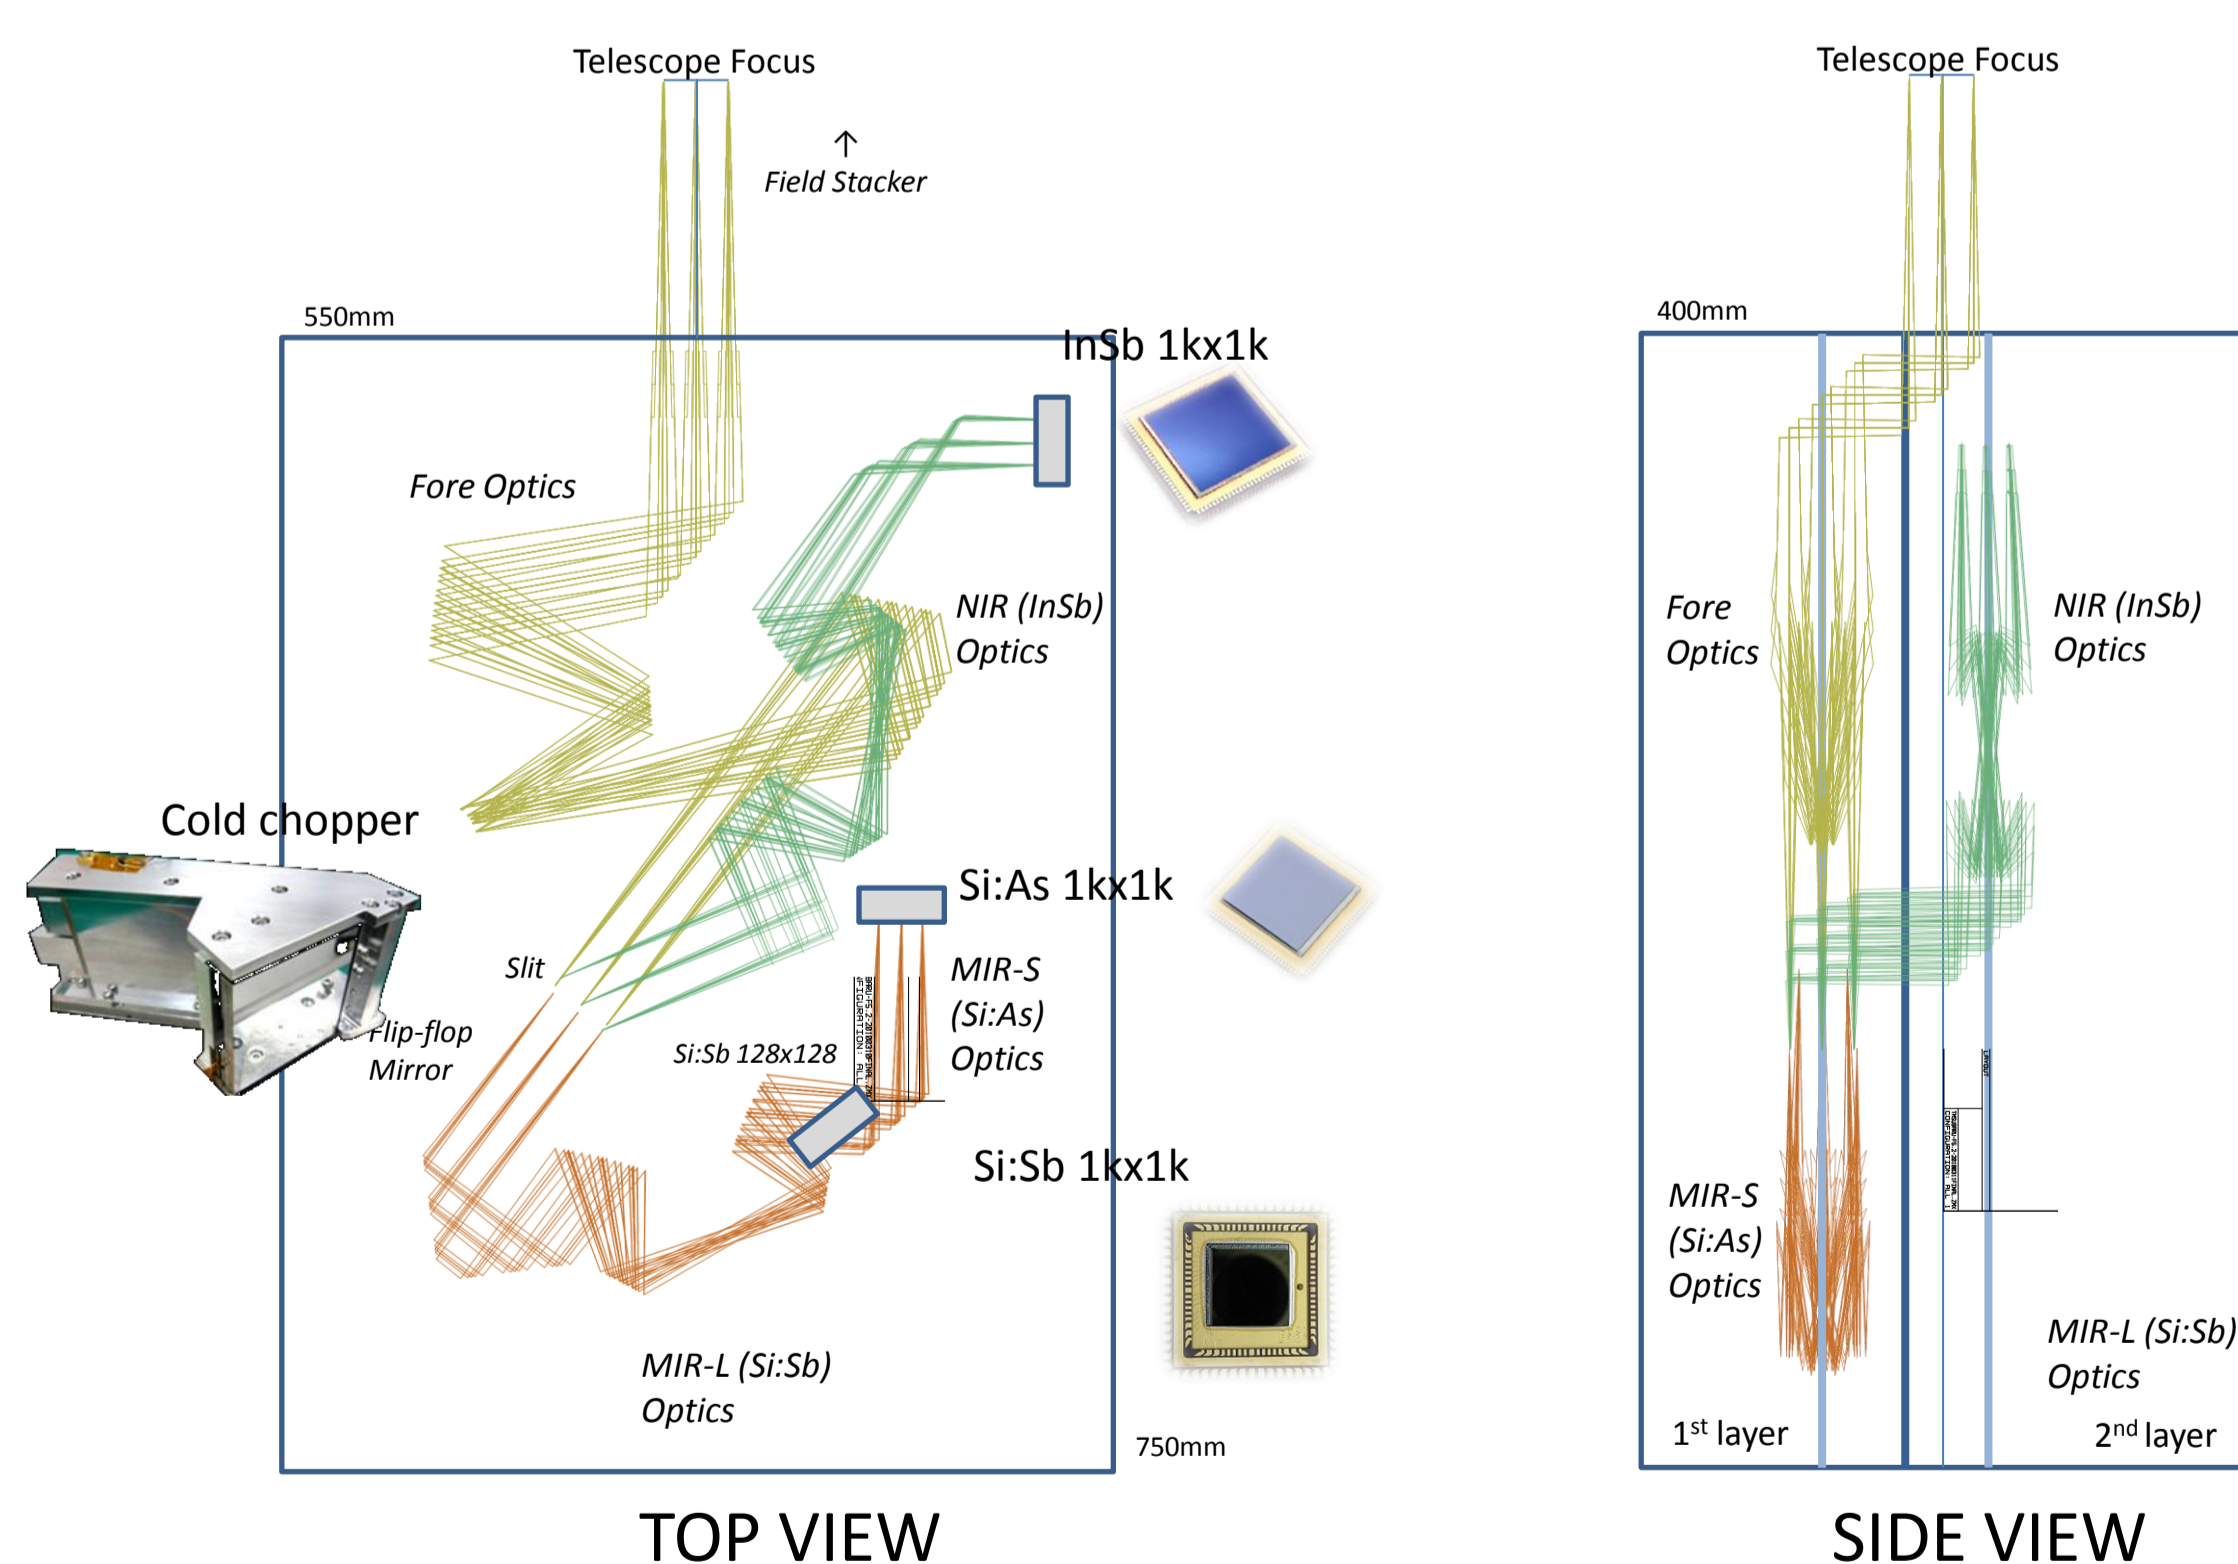 Telescope Focus
↑
Field Stacker
550mm
InSb 1kx1k
Fore Optics
NIR (InSb)
Optics
Cold chopper
Si:As 1kx1k
Slit
MIR-S
(Si:As)
Optics
Flip-flop
Mirror
Si:Sb 128x128
Si:Sb 1kx1k
MIR-L (Si:Sb)
Optics
750mm
TOP VIEW
Telescope Focus
400mm
Fore
Optics
NIR (InSb)
Optics
LAYOUT
MIR-S
(Si:As)
Optics
MIR-L (Si:Sb)
Optics
1st layer
2nd layer
SIDE VIEW